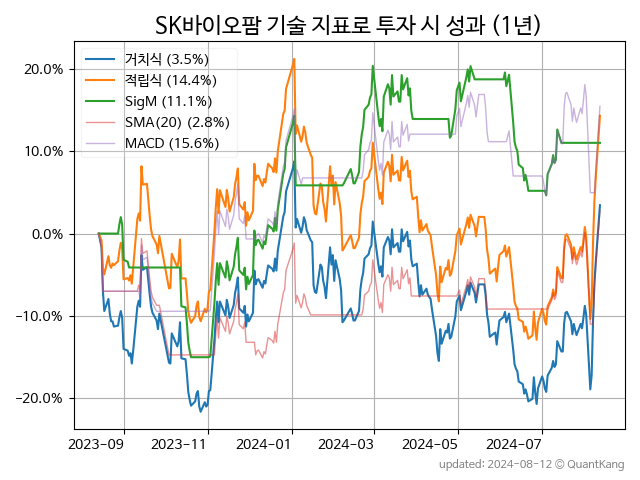 SK바이오팜 기술 지표로 투자 시 성과 (1년)
거치식 (3.5%)
적립식 (14.4%)
SigM (11.1%)
SMA(20) (2.8%)
MACD (15.6%)
20.0%
10.0%
0.0%
−10.0%
−20.0%
2023-09 2023-11 2024-01 2024-03 2024-05 2024-07
updated: 2024-08-12 © QuantKang